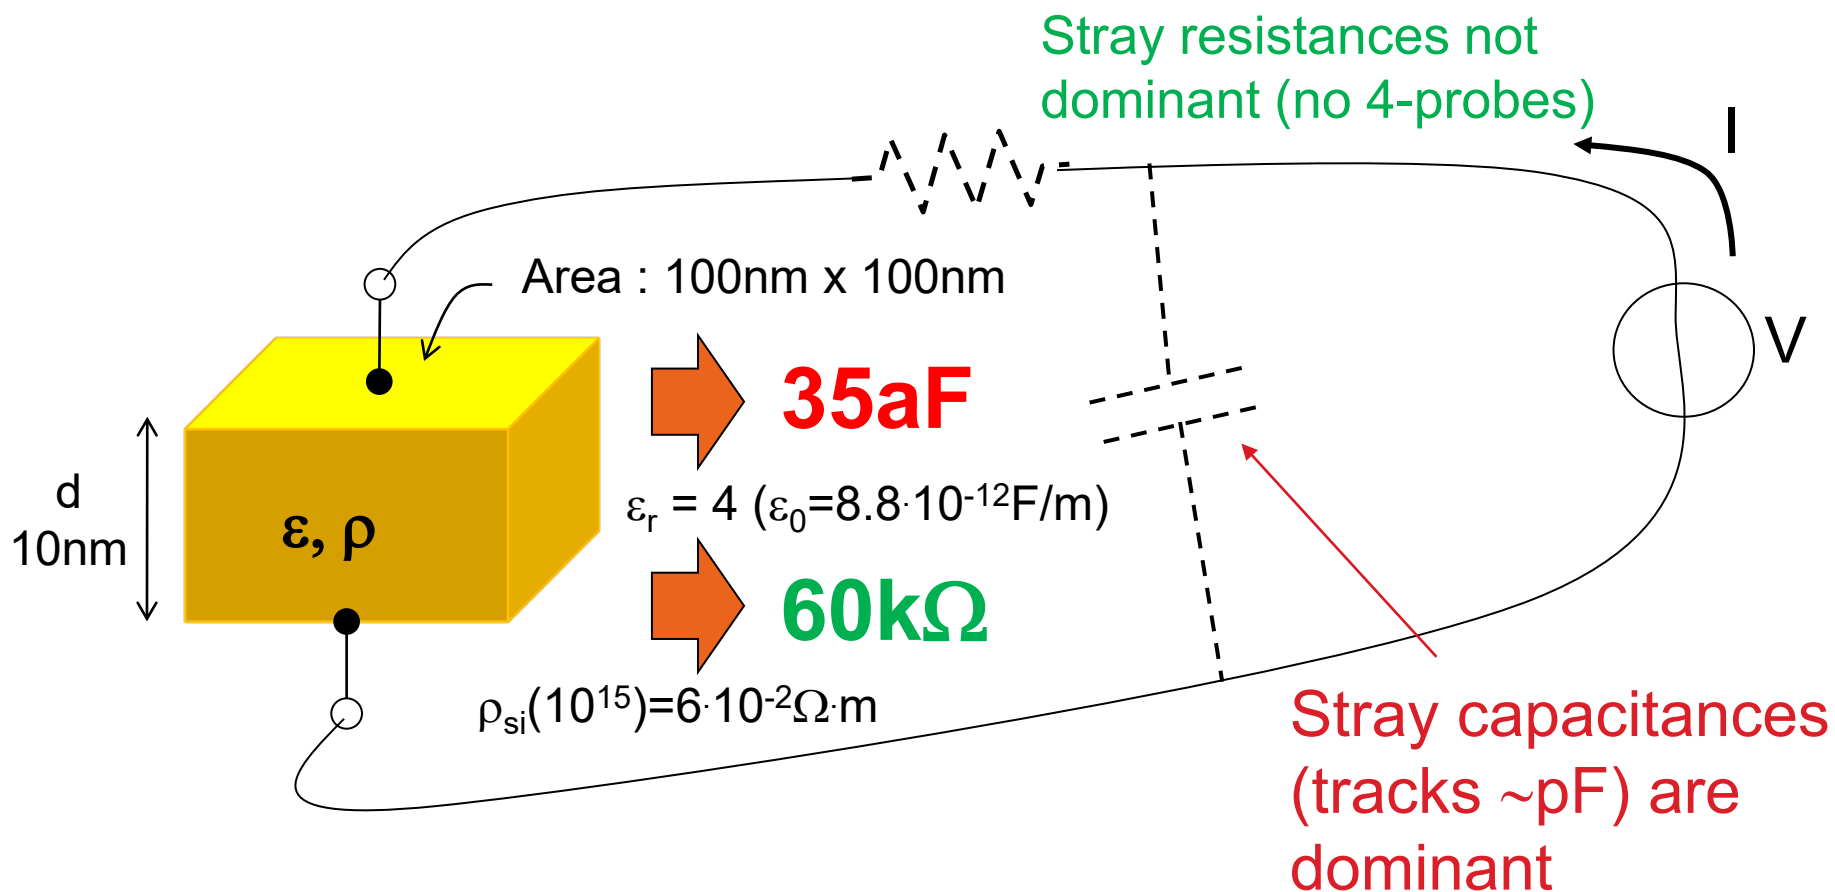 Stray resistances not
dominant (no 4-probes)
I
Area : 100nm x 100nm
35aF
V
d
10nm
ε, ρ
εr = 4 (ε0=8.8·10-12F/m)
60kΩ
ρsi(1015)=6·10-2Ω·m
Stray capacitances
(tracks ~pF) are
dominant